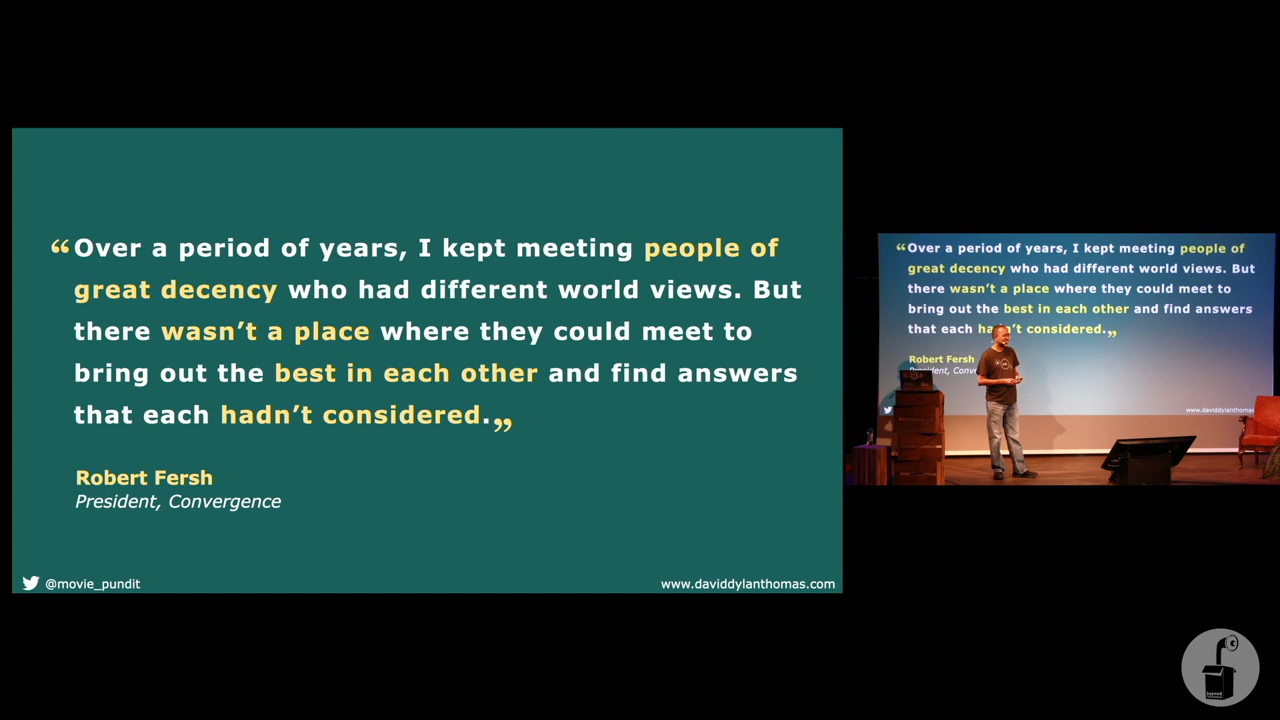 “Over a period of years, I kept meeting people of
great decency who had different world views. But
there wasn’t a place where they could meet to
bring out the best in each other and find answers
that each hadn’t considered.„
Robert Fersh
President, Convergence
@movie_pundit
www.daviddylanthomas.com
“Over a period of years, I kept meeting people of
great decency who had different world views. But
there wasn’t a place where they could meet to
bring out the best in each other and find answers
that each considered.„
Robert Fersh
www.daviddylanthomas